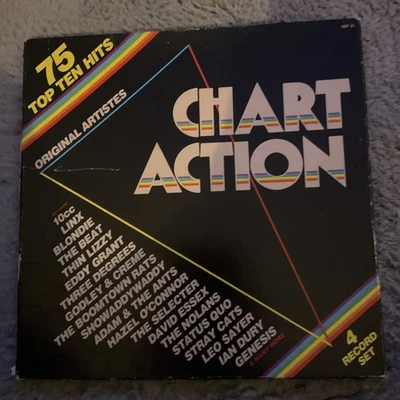 75
TOP TEN HITS
ORIGINAL ARTISTES
CHART
ACTION
10cc
LINX
BLONDIE
THE BEAT
THIN LIZZY
EDDY GRANT
THREE DEGREES
GODLEY & CREME
THE BOOMTOWN RATS
SHOWADDYWADDY
ADAM & THE ANTS
HAZEL O'CONNOR
THE SELECTER
DAVID ESSEX
THE NOLANS
STATUS QUO
STRAY CATS
LEO SAYER
IAN DURY
GENESIS
& MANY MORE
4
RECORD
SET